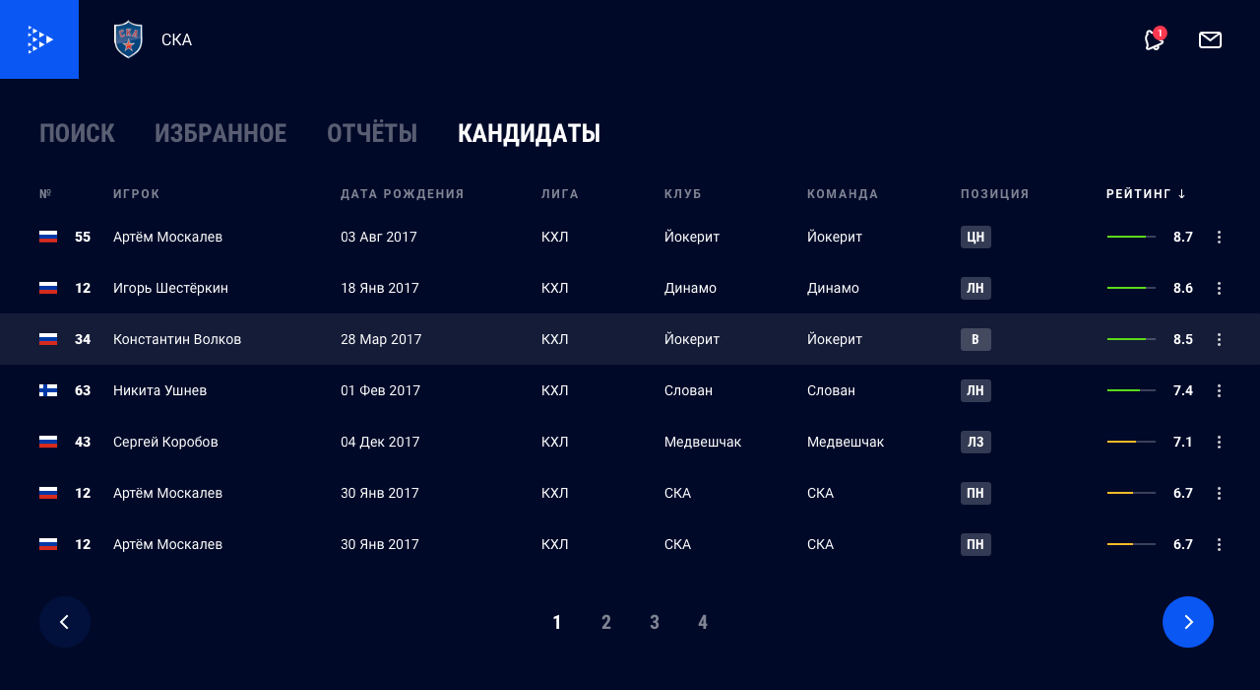 СКА
СКА
1
ПОИСК ИЗБРАННОЕ ОТЧЁТЫ КАНДИДАТЫ
№ ИГРОК ДАТА РОЖДЕНИЯ ЛИГА КЛУБ КОМАНДА ПОЗИЦИЯ РЕЙТИНГ ↓
55 Артём Москалев 03 Авг 2017 КХЛ Йокерит Йокерит ЦН 8.7
12 Игорь Шестёркин 18 Янв 2017 КХЛ Динамо Динамо ЛН 8.6
34 Константин Волков 28 Мар 2017 КХЛ Йокерит Йокерит В 8.5
63 Никита Ушнев 01 Фев 2017 КХЛ Слован Слован ЛН 7.4
43 Сергей Коробов 04 Дек 2017 КХЛ Медвешчак Медвешчак ЛЗ 7.1
12 Артём Москалев 30 Янв 2017 КХЛ СКА СКА ПН 6.7
12 Артём Москалев 30 Янв 2017 КХЛ СКА СКА ПН 6.7
1 2 3 4